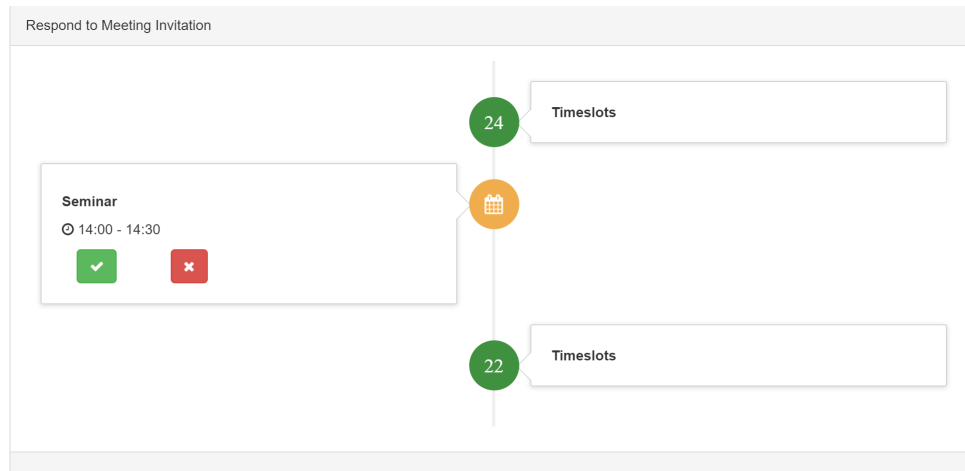 Respond to Meeting Invitation
24
Timeslots
Seminar
14:00 - 14:30
22
Timeslots